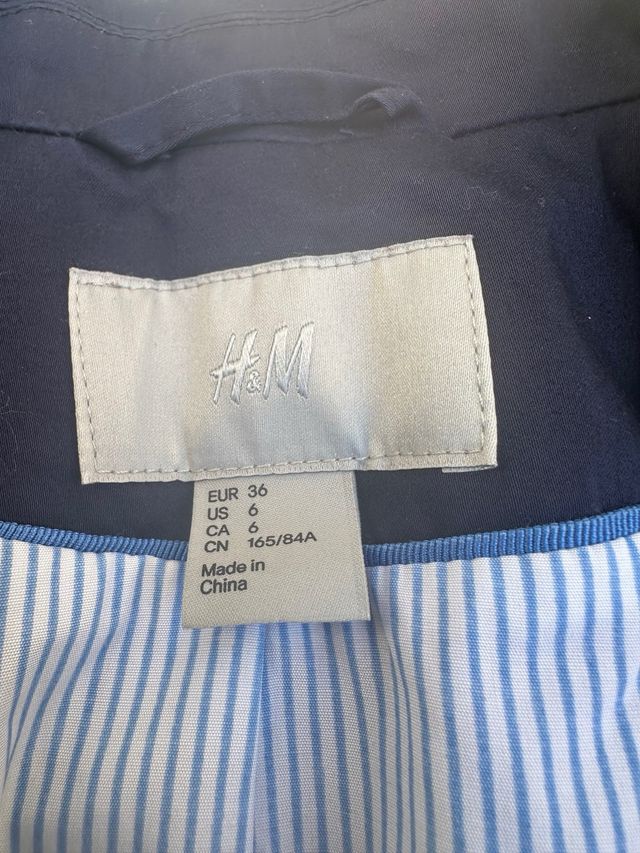 H&M
EUR 36
US 6
CA 6
CN 165/84A
Made in
China